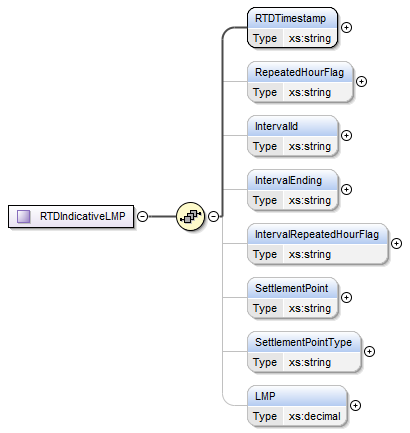 RTDTimestamp
Type xs:string
RepeatedHourFlag
Type xs:string
IntervalId
Type xs:string
IntervalEnding
Type xs:string
RTDIndicativeLMP
IntervalRepeatedHourFlag
Type xs:string
SettlementPoint
Type xs:string
SettlementPointType
Type xs:string
LMP
Type xs:decimal